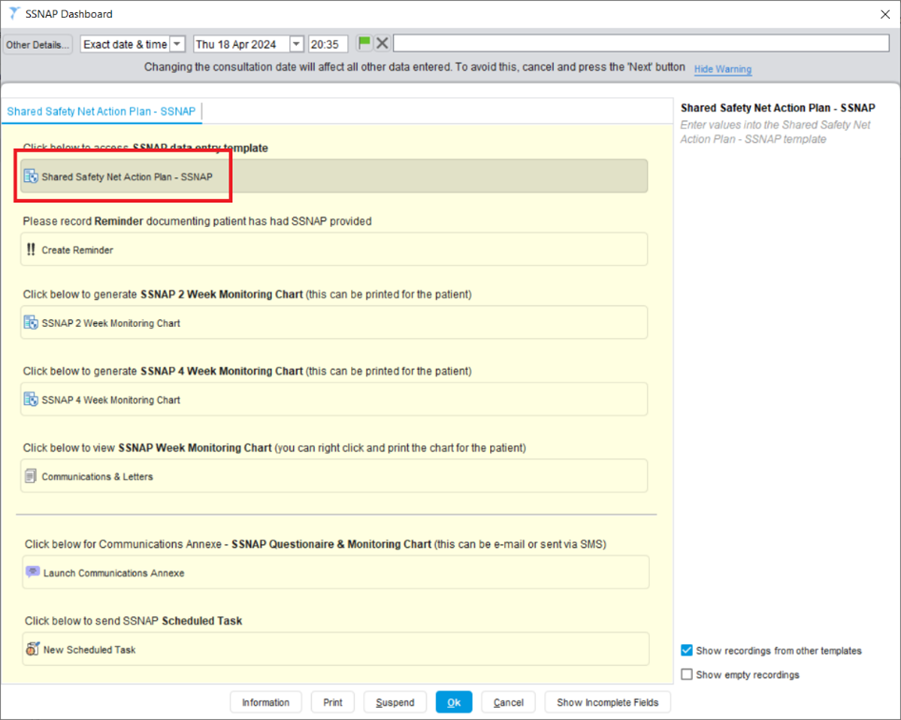 SSNAP Dashboard
Other Details... Exact date & time Thu 18 Apr 2024 20:35
Changing the consultation date will affect all other data entered. To avoid this, cancel and press the 'Next' button Hide Warning
Shared Safety Net Action Plan - SSNAP
Click below to access SSNAP data entry template
Shared Safety Net Action Plan - SSNAP
Please record Reminder documenting patient has had SSNAP provided
Create Reminder
Click below to generate SSNAP 2 Week Monitoring Chart (this can be printed for the patient)
SSNAP 2 Week Monitoring Chart
Click below to generate SSNAP 4 Week Monitoring Chart (this can be printed for the patient)
SSNAP 4 Week Monitoring Chart
Click below to view SSNAP Week Monitoring Chart (you can right click and print the chart for the patient)
Communications & Letters
Click below for Communications Annexe - SSNAP Questionaire & Monitoring Chart (this can be e-mail or sent via SMS)
Launch Communications Annexe
Click below to send SSNAP Scheduled Task
New Scheduled Task
Shared Safety Net Action Plan - SSNAP
Enter values into the Shared Safety Net
Action Plan - SSNAP template
Show recordings from other templates
Show empty recordings
Information Print Suspend Ok Cancel Show Incomplete Fields